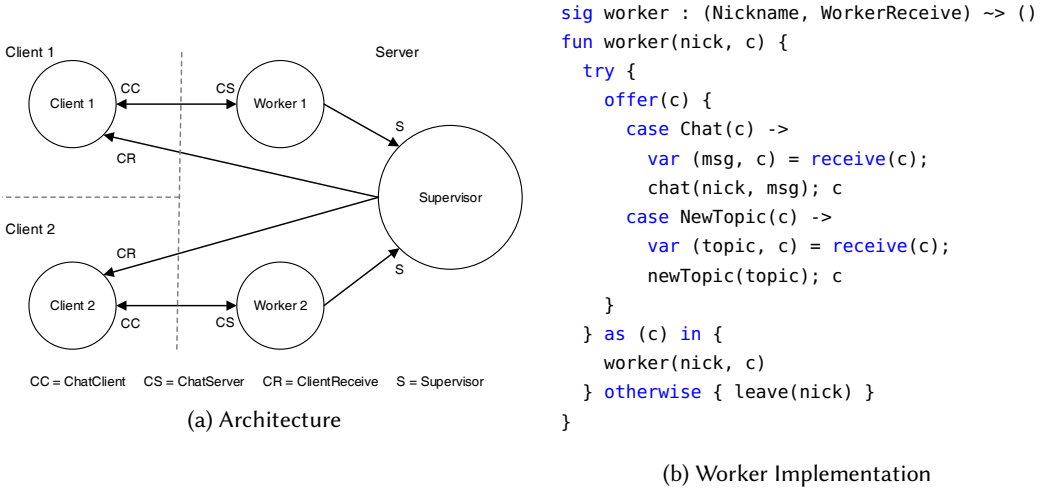 Client 1
Server
Client 1
CC
CS
Worker 1
S
CR
Supervisor
Client 2
CR
S
Client 2
CC
CS
Worker 2
CC = ChatClient CS = ChatServer CR = ClientReceive S = Supervisor
(a) Architecture
sig worker : (Nickname, WorkerReceive) ~> ()
fun worker(nick, c) {
  try {
    offer(c) {
      case Chat(c) ->
        var (msg, c) = receive(c);
        chat(nick, msg); c
      case NewTopic(c) ->
        var (topic, c) = receive(c);
        newTopic(topic); c
    }
  } as (c) in {
    worker(nick, c)
  } otherwise { leave(nick) }
}
(b) Worker Implementation